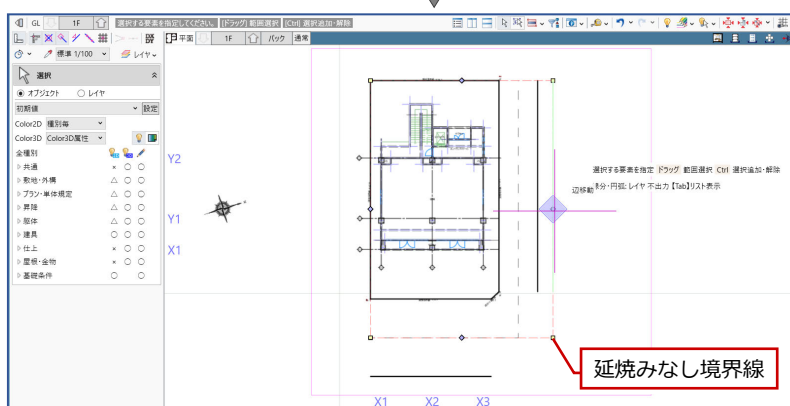 GL 1F 選択する要素を指定してください。 [ドラッグ] 範囲選択 [Ctrl] 選択追加・解除
標準 1/100 レイヤ
平面 1F バック 通常
選択
オブジェクト レイヤ
初期値 設定
Color2D 種別毎
Color3D Color3D属性
全種別
共通 × ○ ○
敷地・外構 △ ○ ○
プラン・単体規定 △ ○ ○
昇降 △ ○ ○
躯体 △ ○ ○
建具 ○ ○ ○
仕上 × ○ ○
屋根・金物 × ○ ○
基礎条件 ○ ○
Y2
Y1
X1
選択する要素を指定 ドラッグ 範囲選択 Ctrl 選択追加・解除
辺移動 線分・円弧: レイヤ 不出力 【Tab】リスト表示
延焼みなし境界線
X1 X2 X3